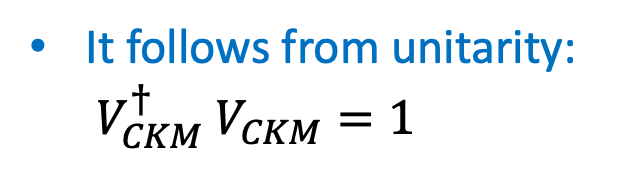 • It follows from unitarity:
V†CKM VCKM = 1